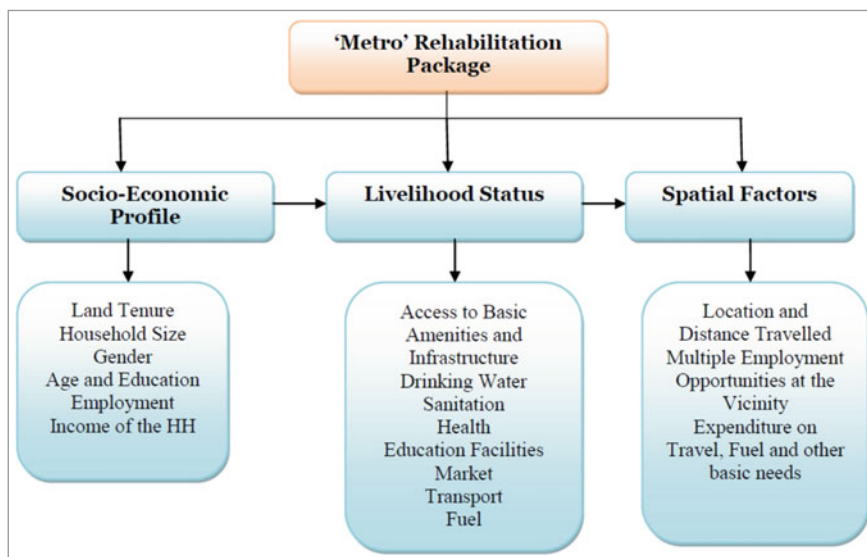 ‘Metro’ Rehabilitation
Package
Socio-Economic
Profile
Livelihood Status
Spatial Factors
Land Tenure
Household Size
Gender
Age and Education
Employment
Income of the HH
Access to Basic
Amenities and
Infrastructure
Drinking Water
Sanitation
Health
Education Facilities
Market
Transport
Fuel
Location and
Distance Travelled
Multiple Employment
Opportunities at the
Vicinity
Expenditure on
Travel, Fuel and other
basic needs